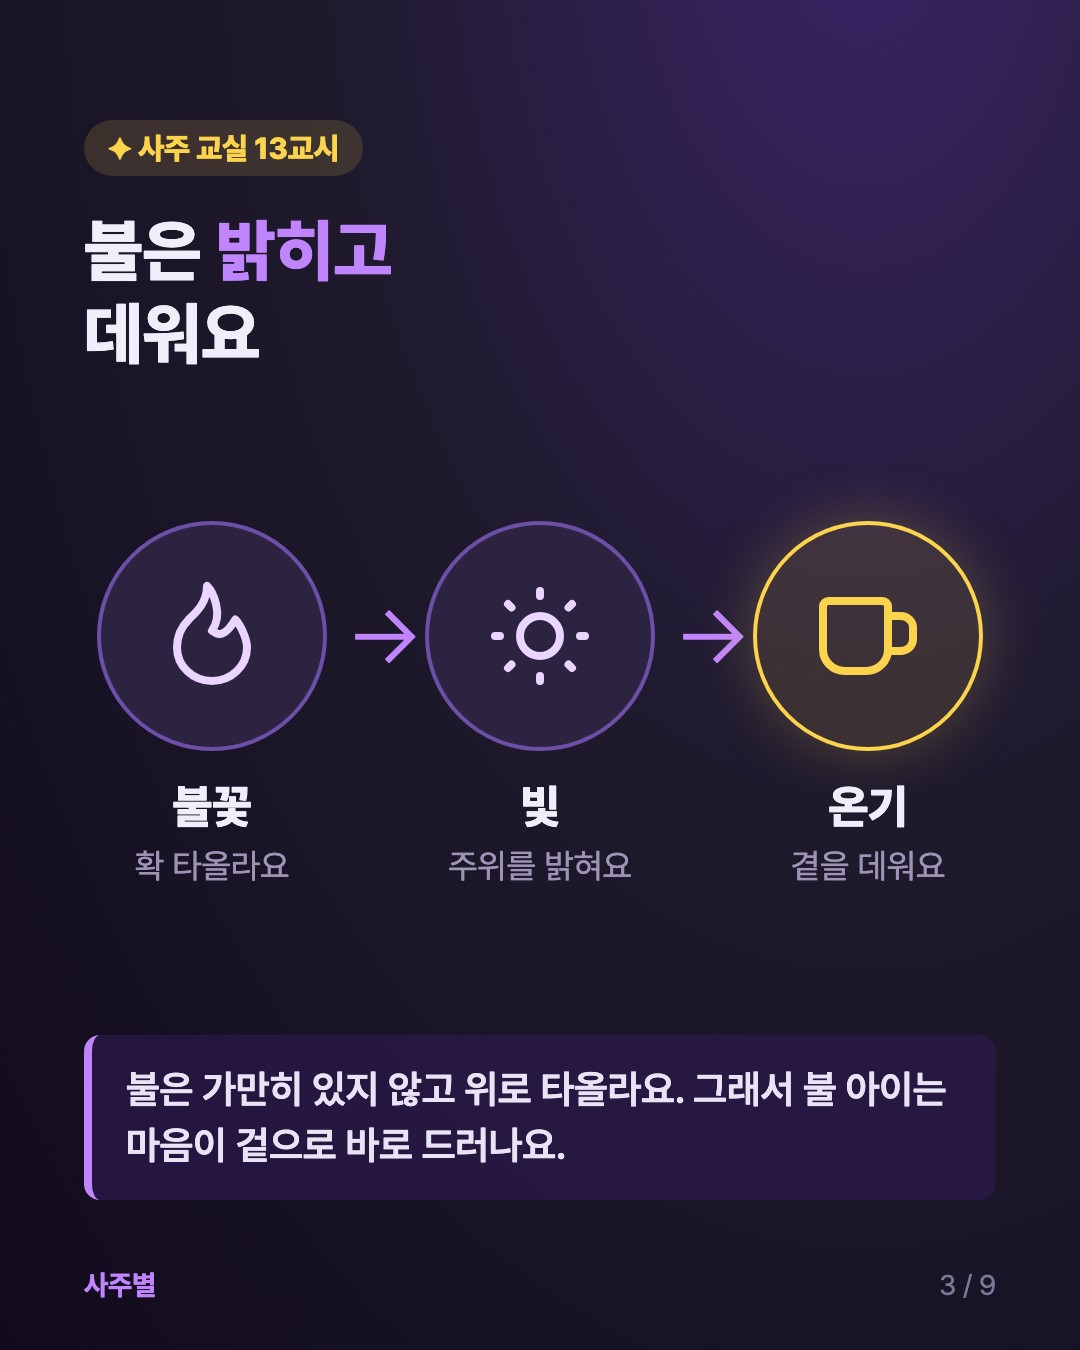 ✦ 사주 교실 13교시
불은 밝히고
데워요
불꽃
확 타올라요
빛
주위를 밝혀요
온기
곁을 데워요
불은 가만히 있지 않고 위로 타올라요. 그래서 불 아이는
마음이 겉으로 바로 드러나요.
사주별
3 / 9